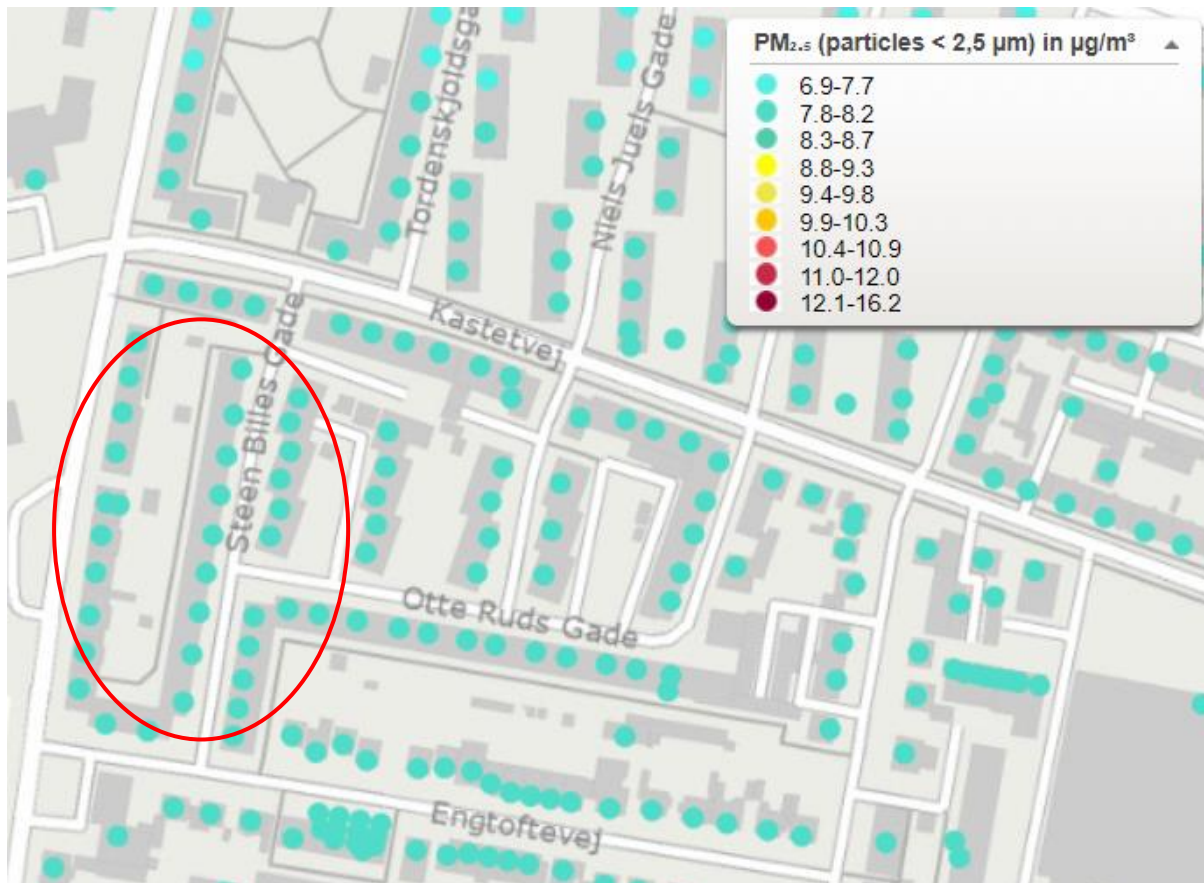 PM₂.₅ (particles < 2,5 µm) in µg/m³
6.9-7.7
7.8-8.2
8.3-8.7
8.8-9.3
9.4-9.8
9.9-10.3
10.4-10.9
11.0-12.0
12.1-16.2
Tordenskjoldsga
Niels Juels Gade
Kastetvej
Steen Billes Gade
Otte Ruds Gade
Engtoftevej